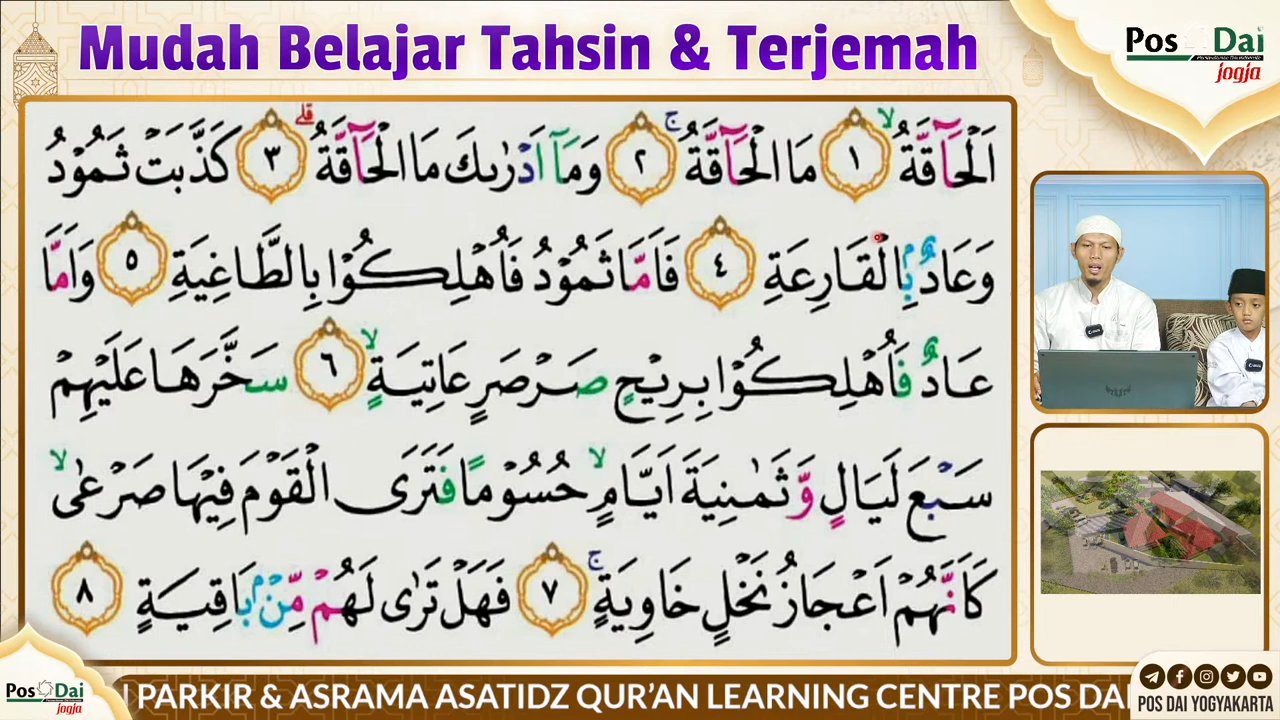 Mudah Belajar Tahsin & Terjemah
Pos Dai
jogja
اَلْحَاۤقَّةُ ۙ ١ مَا الْحَاۤقَّةُ ۚ ٢ وَمَآ اَدْرٰىكَ مَا الْحَاۤقَّةُ ۗ ٣ كَذَّبَتْ ثَمُوْدُ
وَعَادٌۢ بِالْقَارِعَةِ ٤ فَاَمَّا ثَمُوْدُ فَاُهْلِكُوْا بِالطَّاغِيَةِ ٥ وَاَمَّا
عَادٌ فَاُهْلِكُوْا بِرِيْحٍ صَرْصَرٍ عَاتِيَةٍ ۙ ٦ سَخَّرَهَا عَلَيْهِمْ
سَبْعَ لَيَالٍ وَّثَمٰنِيَةَ اَيَّامٍ ۙ حُسُوْمًا فَتَرَى الْقَوْمَ فِيْهَا صَرْعٰى ۙ
كَاَنَّهُمْ اَعْجَازُ نَخْلٍ خَاوِيَةٍ ۚ ٧ فَهَلْ تَرٰى لَهُمْ مِّنْۢ بَاقِيَةٍ ٨
Pos Dai
jogja
PARKIR & ASRAMA ASATIDZ QUR'AN LEARNING CENTRE POS DAI
POS DAI YOGYAKARTA